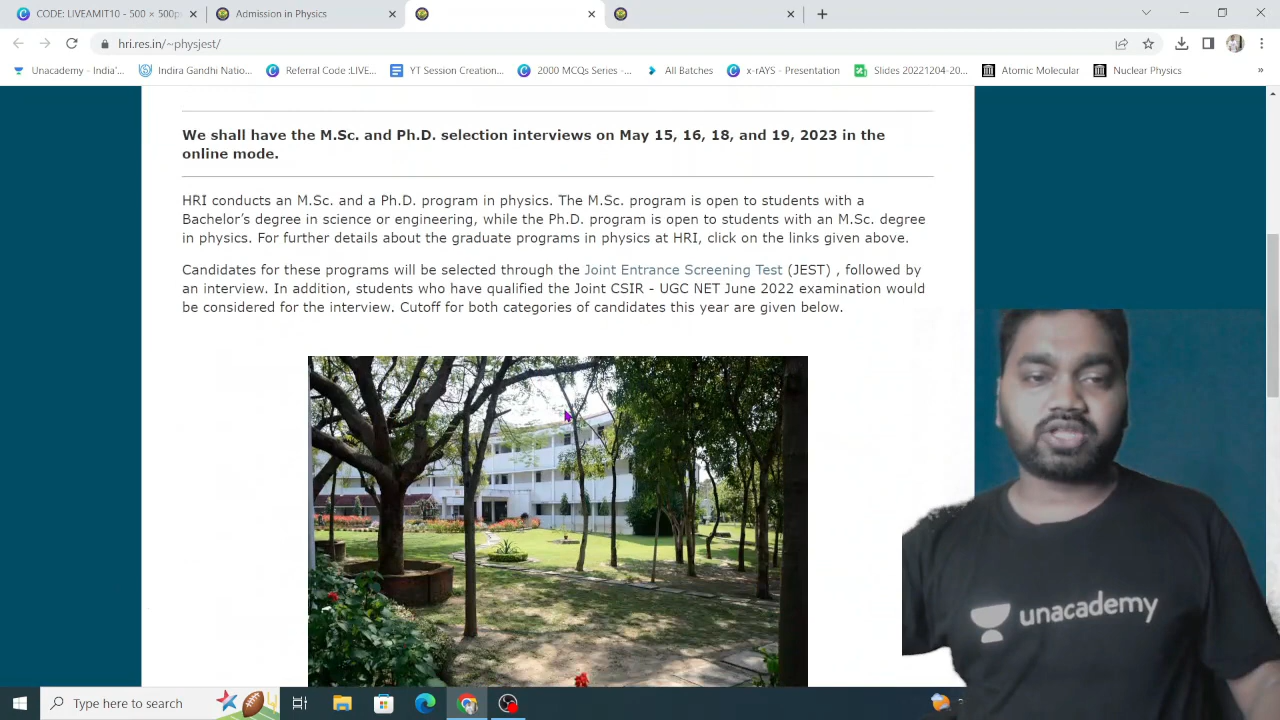 CODE: LIVEAMIT10 - 500 × 500p
Admission in Physics
hri.res.in/~physjest/
Unacademy - India'...
Indira Gandhi Natio...
Referral Code :LIVE...
YT Session Creation...
2000 MCQs Series -...
All Batches
x-rAYS - Presentation
Slides 20221204-20...
Atomic Molecular
Nuclear Physics
»
We shall have the M.Sc. and Ph.D. selection interviews on May 15, 16, 18, and 19, 2023 in the
online mode.
HRI conducts an M.Sc. and a Ph.D. program in physics. The M.Sc. program is open to students with a
Bachelor's degree in science or engineering, while the Ph.D. program is open to students with an M.Sc. degree
in physics. For further details about the graduate programs in physics at HRI, click on the links given above.
Candidates for these programs will be selected through the Joint Entrance Screening Test (JEST) , followed by
an interview. In addition, students who have qualified the Joint CSIR - UGC NET June 2022 examination would
be considered for the interview. Cutoff for both categories of candidates this year are given below.
unacademy
Type here to search